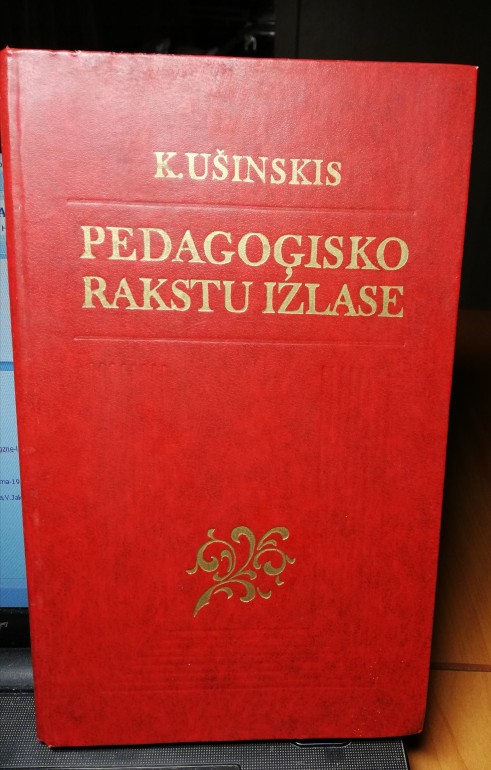 K. UŠINSKIS
PEDAGOĢISKO
RAKSTU IZLASE